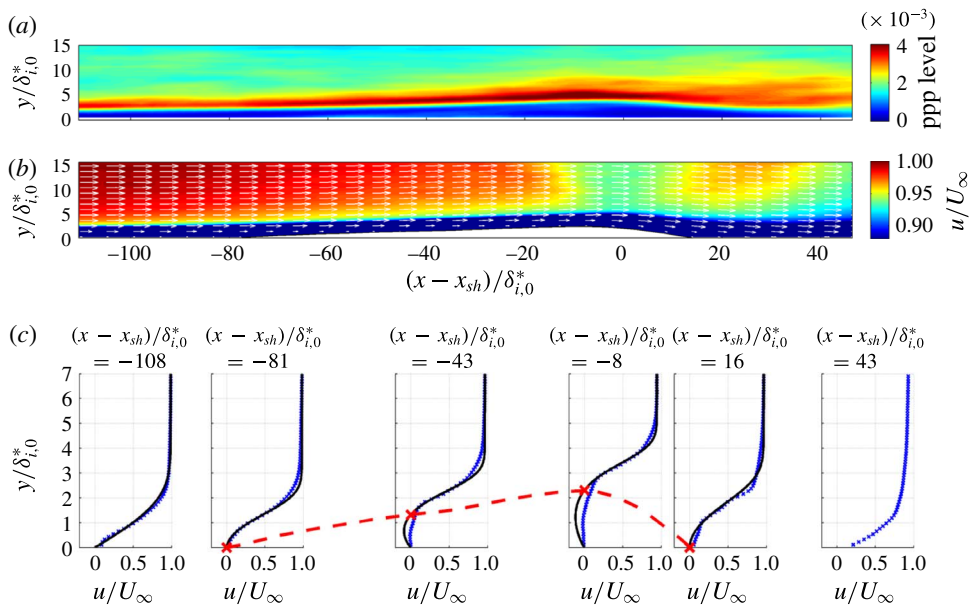 (a)
(× 10−3)
15
10
5
0
y/δ*i,0
4
2
0
ppp level
(b)
15
10
5
0
y/δ*i,0
1.00
0.95
0.90
u/U∞
−100 −80 −60 −40 −20 0 20 40
(x − xsh)/δ*i,0
(c)
(x − xsh)/δ*i,0 = −108
(x − xsh)/δ*i,0 = −81
(x − xsh)/δ*i,0 = −43
(x − xsh)/δ*i,0 = −8
(x − xsh)/δ*i,0 = 16
(x − xsh)/δ*i,0 = 43
7
6
5
4
3
2
1
0
y/δ*i,0
0 0.5 1.0
0 0.5 1.0
0 0.5 1.0
0 0.5 1.0
0 0.5 1.0
0 0.5 1.0
u/U∞ u/U∞ u/U∞ u/U∞ u/U∞ u/U∞